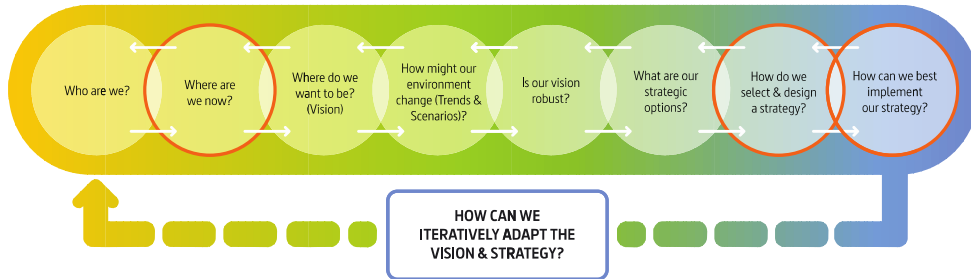 Who are we?
Where are
we now?
Where do we
want to be?
(Vision)
How might our
environment
change (Trends &
Scenarios)?
Is our vision
robust?
What are our
strategic
options?
How do we
select & design
a strategy?
How can we best
implement
our strategy?
HOW CAN WE
ITERATIVELY ADAPT THE
VISION & STRATEGY?